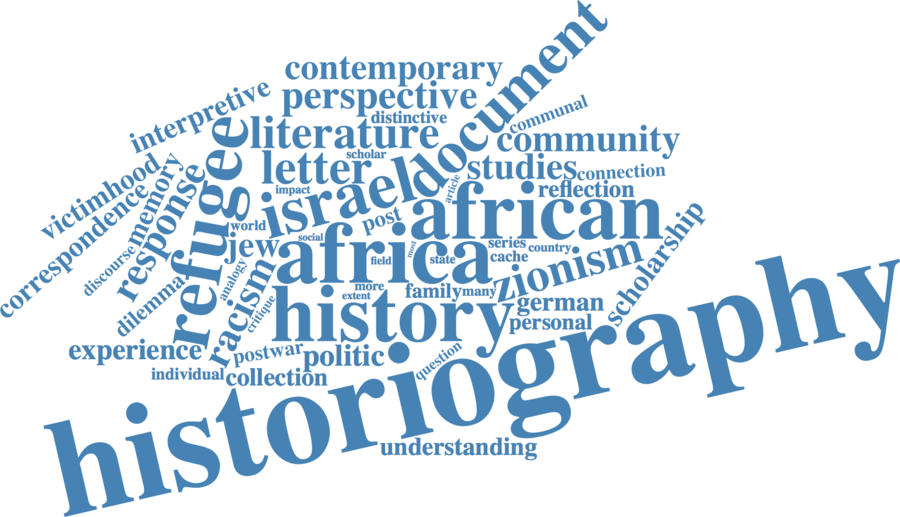 contemporary
perspective
document
interpretive
distinctive
communal
literature
community
refugee
scholar
letter
studies
connection
victimhood
memory
response
correspondence
impact
article
reflection
israel
post
african
world
social
jew
africa
most
series
country
field
state
cache
zionism
scholarship
discourse
analogy
racism
dilemma
critique
more
extent
family
many
german
history
personal
experience
postwar
politic
question
individual
collection
historiography
understanding